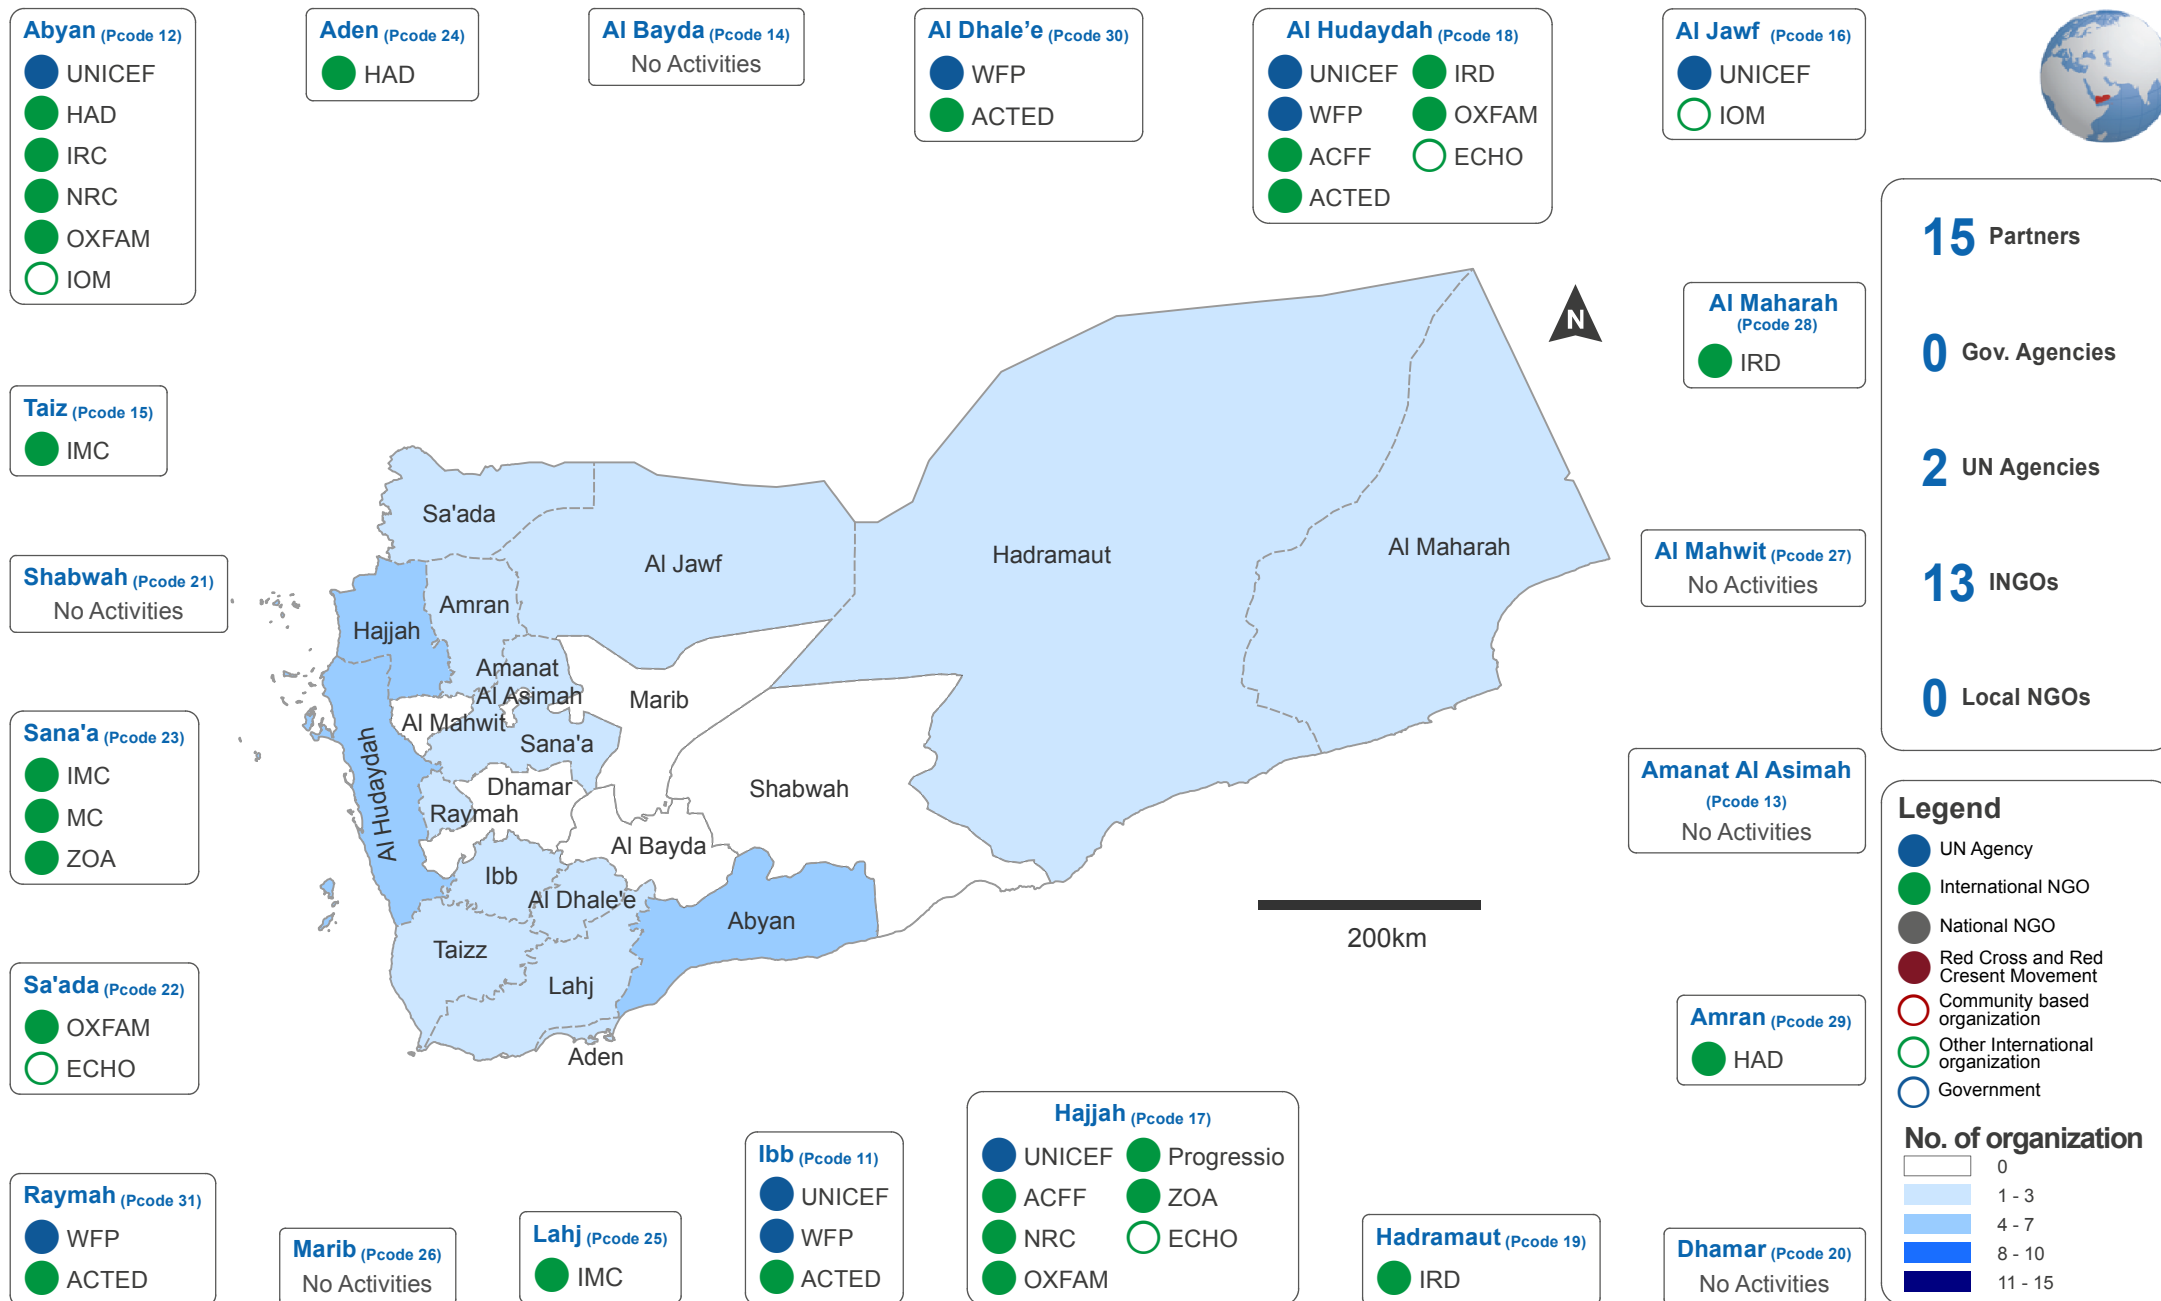 Abyan (Pcode 12)
UNICEF
HAD
IRC
NRC
OXFAM
IOM
Aden (Pcode 24)
HAD
Al Bayda (Pcode 14)
No Activities
Al Dhale’e (Pcode 30)
WFP
ACTED
Al Hudaydah (Pcode 18)
UNICEF
WFP
ACFF
ACTED
IRD
OXFAM
ECHO
Al Jawf (Pcode 16)
UNICEF
IOM
15 Partners
0 Gov. Agencies
2 UN Agencies
13 INGOs
0 Local NGOs
Al Maharah
(Pcode 28)
IRD
N
Taiz (Pcode 15)
IMC
Shabwah (Pcode 21)
No Activities
Al Mahwit (Pcode 27)
No Activities
Sa'ada
Al Jawf
Hadramaut
Al Maharah
Amran
Hajjah
Amanat
Al Asimah
Marib
Al Mahwit
Sana'a
Al Hudaydah
Dhamar
Raymah
Shabwah
Al Bayda
Ibb
Al Dhale'e
Abyan
Taizz
Lahj
Aden
200km
Sana'a (Pcode 23)
IMC
MC
ZOA
Amanat Al Asimah
(Pcode 13)
No Activities
Sa'ada (Pcode 22)
OXFAM
ECHO
Amran (Pcode 29)
HAD
Raymah (Pcode 31)
WFP
ACTED
Marib (Pcode 26)
No Activities
Lahj (Pcode 25)
IMC
Ibb (Pcode 11)
UNICEF
WFP
ACTED
Hajjah (Pcode 17)
UNICEF
ACFF
NRC
OXFAM
Progressio
ZOA
ECHO
Hadramaut (Pcode 19)
IRD
Dhamar (Pcode 20)
No Activities
Legend
UN Agency
International NGO
National NGO
Red Cross and Red
Cresent Movement
Community based
organization
Other International
organization
Government
No. of organization
0
1 - 3
4 - 7
8 - 10
11 - 15